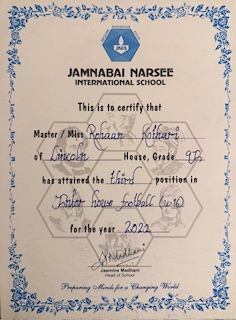 JNIS
JAMNABAI NARSEE
INTERNATIONAL SCHOOL
This is to certify that
Master / Miss Rohaan Kothari
of Lincoln House, Grade 9B
has attained the third position in
Inter house football (u-16)
for the year 2022
Jasmine Madhani
Head of School
Preparing Minds for a Changing World